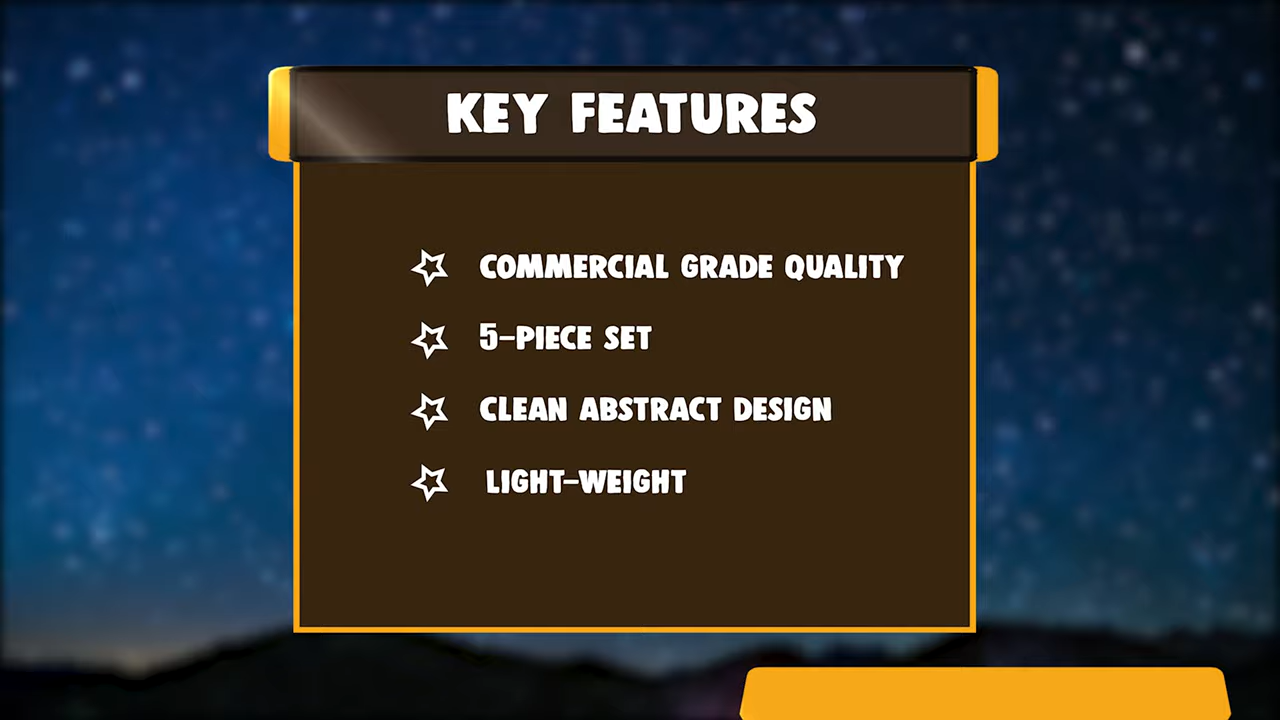 KEY FEATURES
COMMERCIAL GRADE QUALITY
5-PIECE SET
CLEAN ABSTRACT DESIGN
LIGHT-WEIGHT